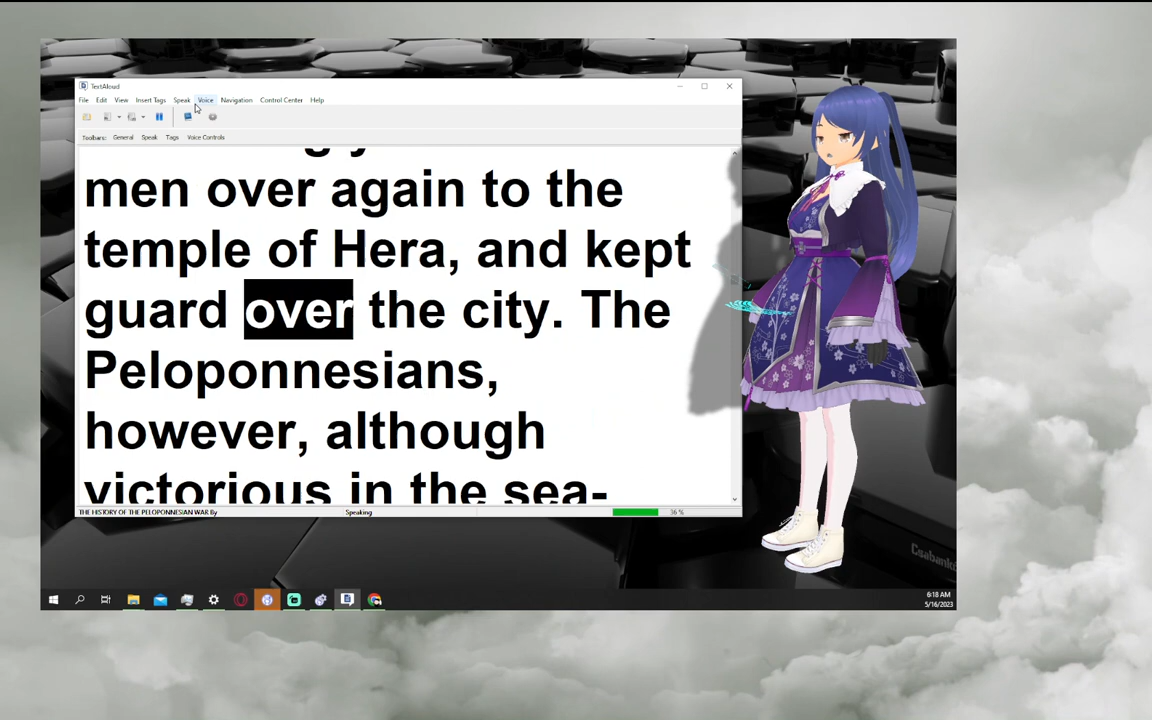 TextAloud
File Edit View Insert Tags Speak Voice Navigation Control Center Help
Toolbars: General Speak Tags Voice Controls
men over again to the
temple of Hera, and kept
guard over the city. The
Peloponnesians,
however, although
victorious in the sea-
THE HISTORY OF THE PELOPONNESIAN WAR By Speaking 36 %
Csabank
6:18 AM
5/16/2023